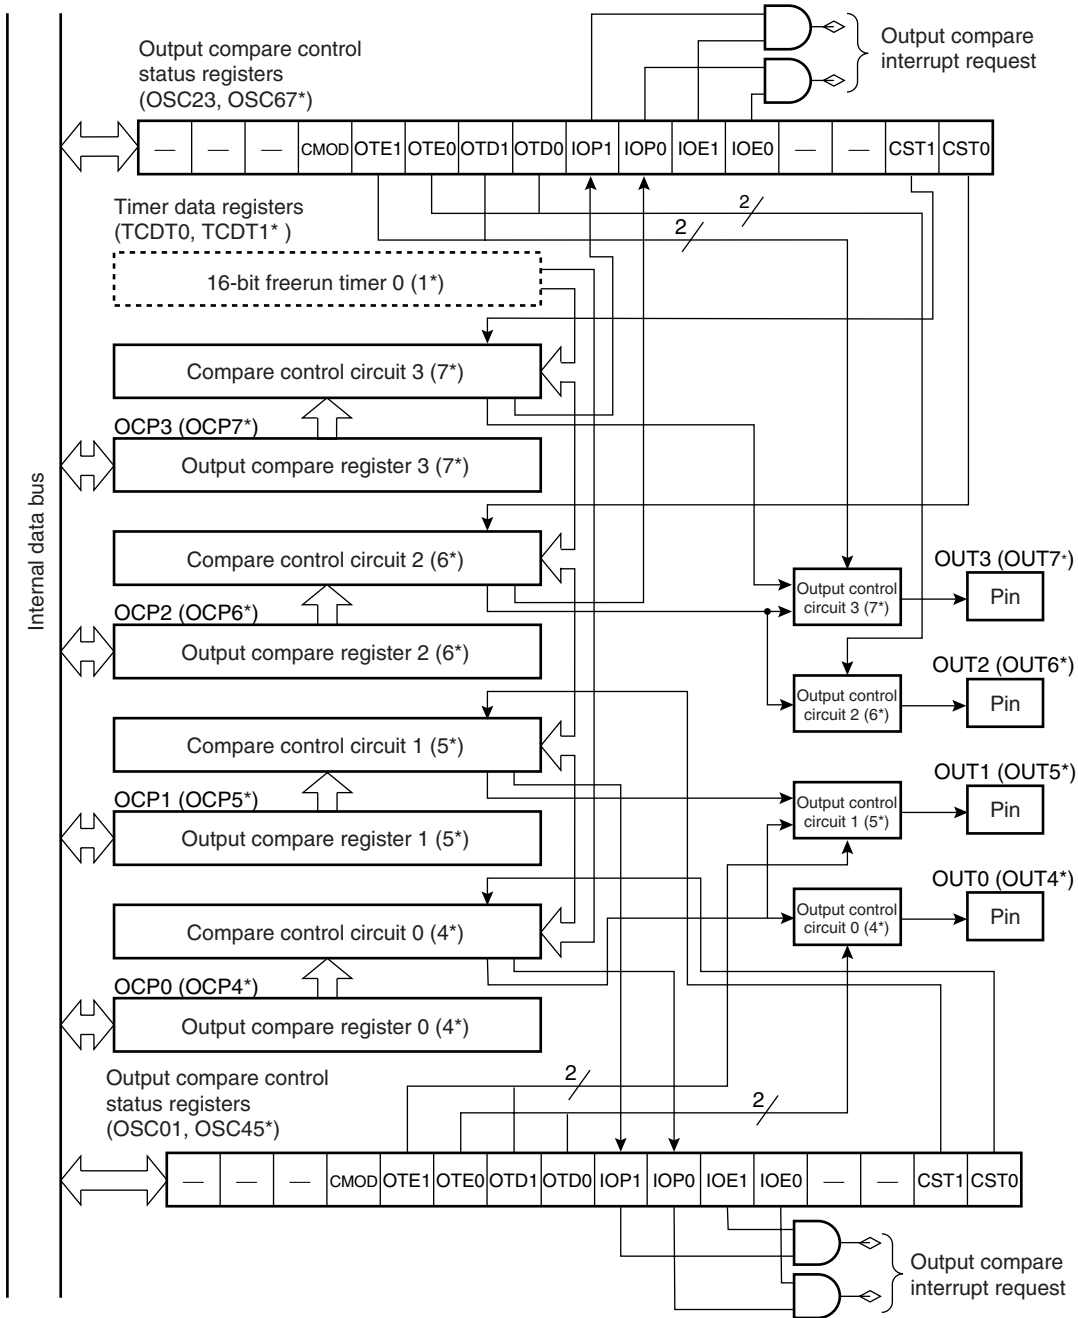 Output compare control
status registers
(OSC23, OSC67*)
Output compare
interrupt request
— — — CMOD OTE1 OTE0 OTD1 OTD0 IOP1 IOP0 IOE1 IOE0 — — CST1 CST0
Timer data registers
(TCDT0, TCDT1* )
2
2
16-bit freerun timer 0 (1*)
Compare control circuit 3 (7*)
OCP3 (OCP7*)
Output compare register 3 (7*)
Internal data bus
Compare control circuit 2 (6*)
OCP2 (OCP6*)
Output compare register 2 (6*)
Output control
circuit 3 (7*)
OUT3 (OUT7*)
Pin
Output control
circuit 2 (6*)
OUT2 (OUT6*)
Pin
Compare control circuit 1 (5*)
OCP1 (OCP5*)
Output compare register 1 (5*)
Output control
circuit 1 (5*)
OUT1 (OUT5*)
Pin
Compare control circuit 0 (4*)
OCP0 (OCP4*)
Output compare register 0 (4*)
Output control
circuit 0 (4*)
OUT0 (OUT4*)
Pin
Output compare control
status registers
(OSC01, OSC45*)
2
2
— — — CMOD OTE1 OTE0 OTD1 OTD0 IOP1 IOP0 IOE1 IOE0 — — CST1 CST0
Output compare
interrupt request